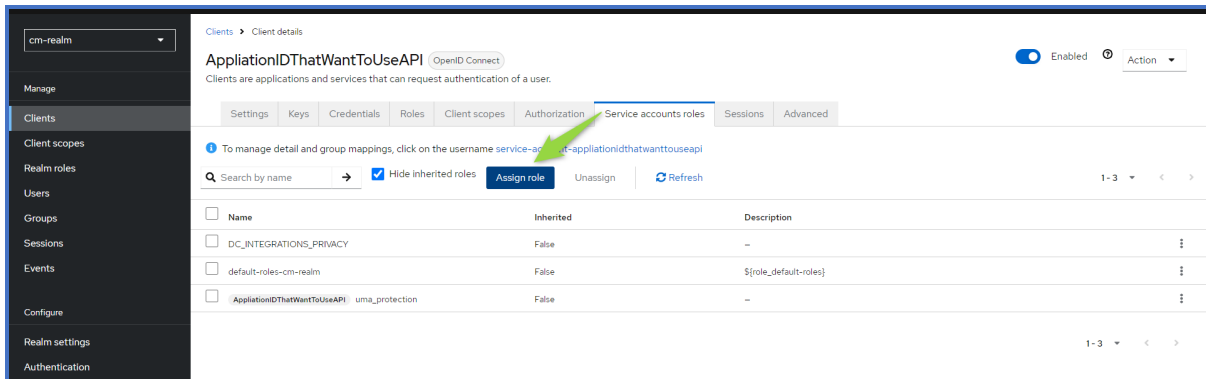 cm-realm
Manage
Clients
Client scopes
Realm roles
Users
Groups
Sessions
Events
Configure
Realm settings
Authentication
Clients > Client details
AppliationIDThatWantToUseAPI OpenID Connect
Enabled Action
Clients are applications and services that can request authentication of a user.
Settings Keys Credentials Roles Client scopes Authorization Service accounts roles Sessions Advanced
To manage detail and group mappings, click on the username t-appliationidthatwanttouseapi
Search by name Hide inherited roles Assign role Unassign Refresh 1 - 3
Name Inherited Description
DC_INTEGRATIONS_PRIVACY False –
default-roles-cm-realm False ${role_default-roles}
AppliationIDThatWantToUseAPI uma_protection False –
1 - 3